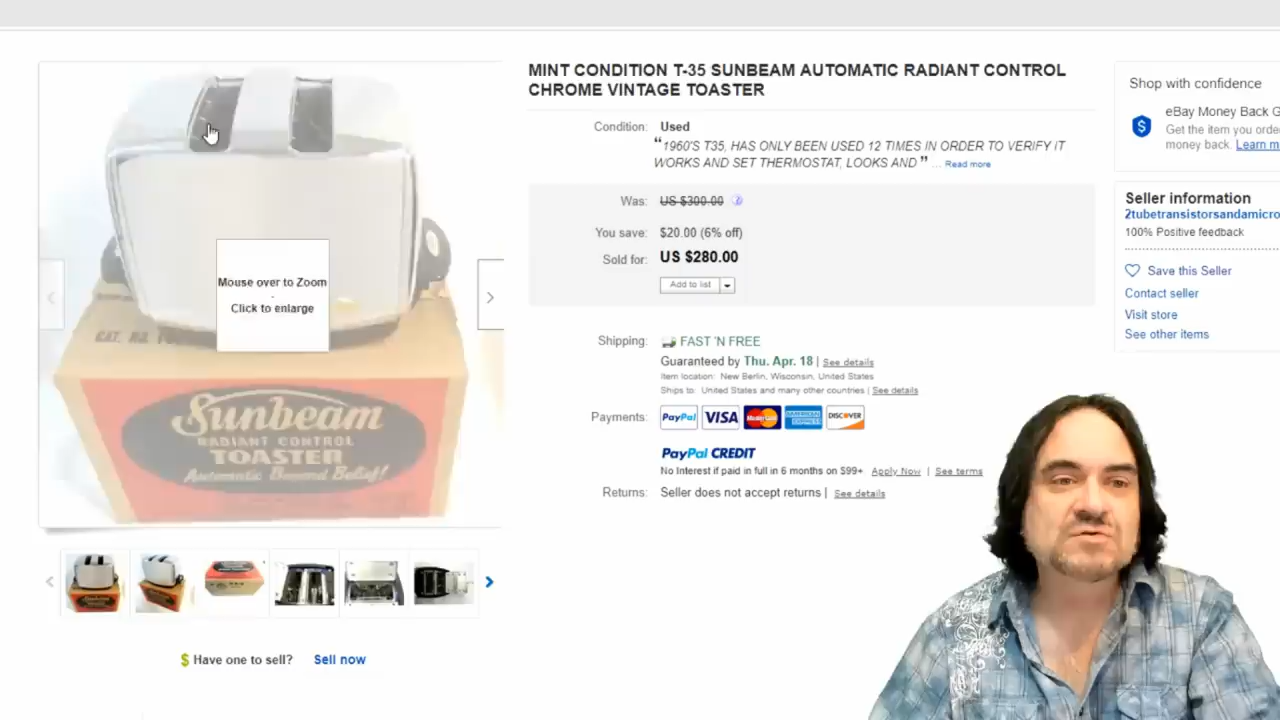 MINT CONDITION T-35 SUNBEAM AUTOMATIC RADIANT CONTROL
CHROME VINTAGE TOASTER
Condition: Used
"1960'S T35, HAS ONLY BEEN USED 12 TIMES IN ORDER TO VERIFY IT
WORKS AND SET THERMOSTAT, LOOKS AND " ... Read more
Was: US $300.00
You save: $20.00 (6% off)
Sold for: US $280.00
Add to list
Shipping: FAST 'N FREE
Guaranteed by Thu. Apr. 18 | See details
Item location: New Berlin, Wisconsin, United States
Ships to: United States and many other countries | See details
Payments: PayPal VISA MasterCard AMERICAN EXPRESS DISCOVER
PayPal CREDIT
No Interest if paid in full in 6 months on $99+ Apply Now | See terms
Returns: Seller does not accept returns | See details
Mouse over to Zoom
-
Click to enlarge
CAT. NO.
Sunbeam
RADIANT CONTROL
TOASTER
Automatic Beyond Belief!
$ Have one to sell? Sell now
Shop with confidence
eBay Money Back G
Get the item you orde
money back. Learn m
Seller information
2tubetransistorsandamicro
100% Positive feedback
Save this Seller
Contact seller
Visit store
See other items